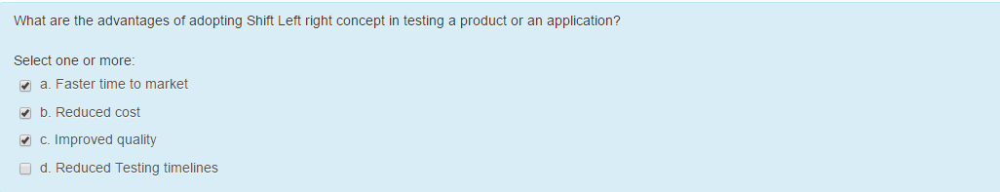 What are the advantages of adopting Shift Left right concept in testing a product or an application?
Select one or more:
a. Faster time to market
b. Reduced cost
c. Improved quality
d. Reduced Testing timelines